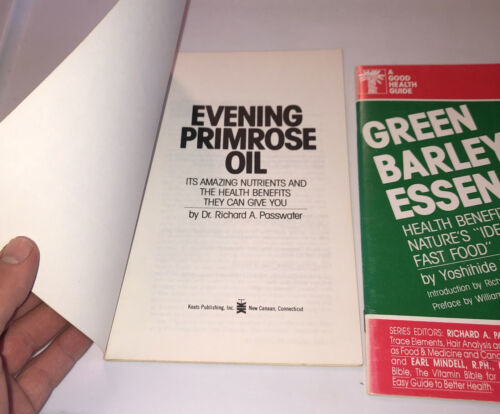 EVENING
PRIMROSE
OIL
ITS AMAZING NUTRIENTS AND
THE HEALTH BENEFITS
THEY CAN GIVE YOU
by Dr. Richard A. Passwater
Keats Publishing, Inc. New Canaan, Connecticut
A
GOOD
HEALTH
GUIDE
GREEN
BARLEY
ESSEN
HEALTH BENEF
NATURE'S "IDE
FAST FOOD"
by Yoshihide
Introduction by Rich
Preface by William
SERIES EDITORS: RICHARD A. PA
Trace Elements, Hair Analysis an
as Food & Medicine and Canc
and EARL MINDELL, R.PH.,
Bible, The Vitamin Bible for
Easy Guide to Better Health.